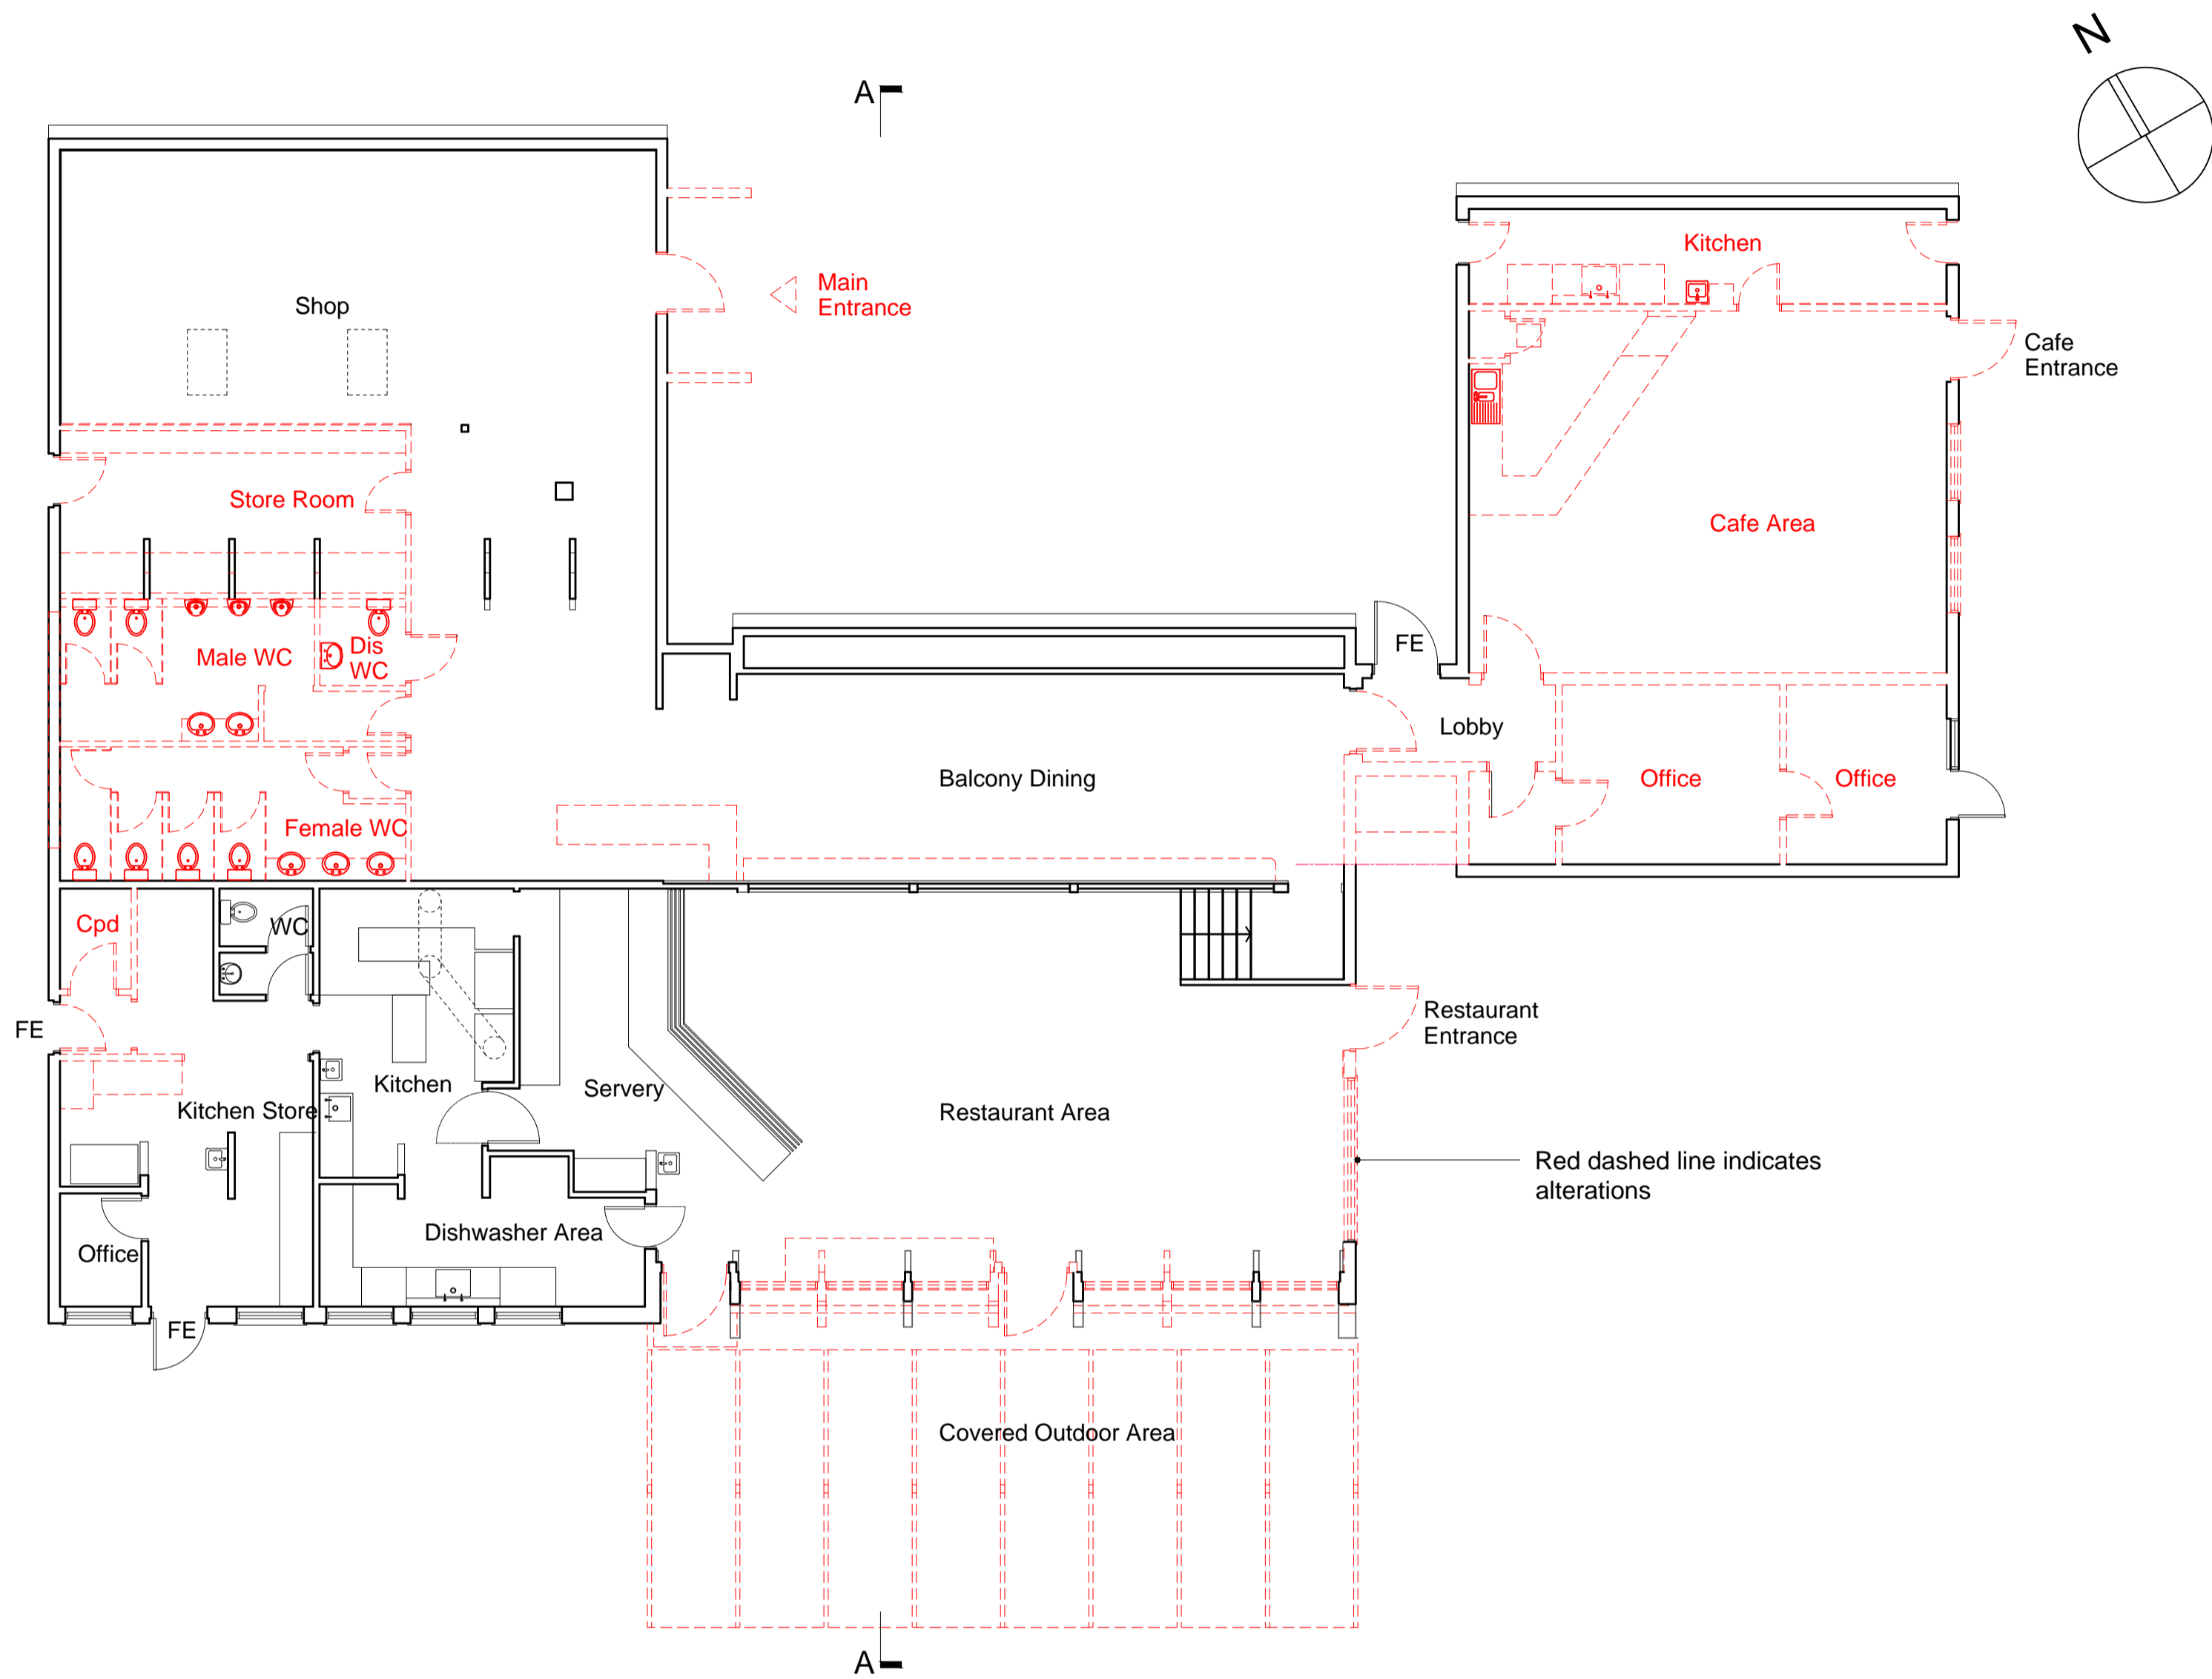 N
A
Kitchen
Main
Entrance
Shop
Cafe
Entrance
Store Room
Cafe Area
FE
Dis
WC
Male WC
Lobby
Balcony Dining
Office
Office
Female WC
Cpd
WC
Restaurant
Entrance
FE
Kitchen
Servery
Kitchen Store
Restaurant Area
Red dashed line indicates
alterations
Dishwasher Area
Office
FE
Covered Outdoor Area
A